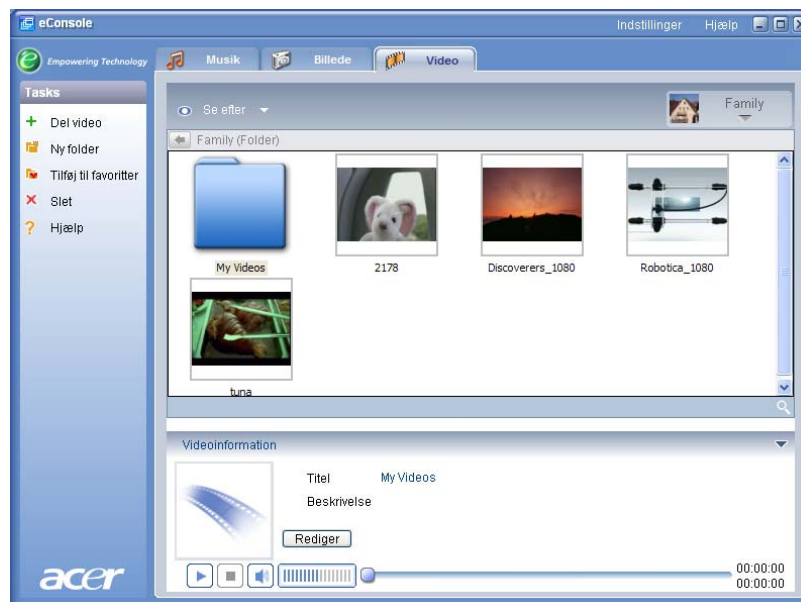 eConsole
Indstillinger Hjælp
Empowering Technology
Musik Billede Video
Tasks
Del video
Ny folder
Tilføj til favoritter
Slet
Hjælp
Se efter
Family
Family (Folder)
My Videos 2178 Discoverers_1080 Robotica_1080
tuna
Videoinformation
Titel My Videos
Beskrivelse
Rediger
00:00:00
00:00:00
acer